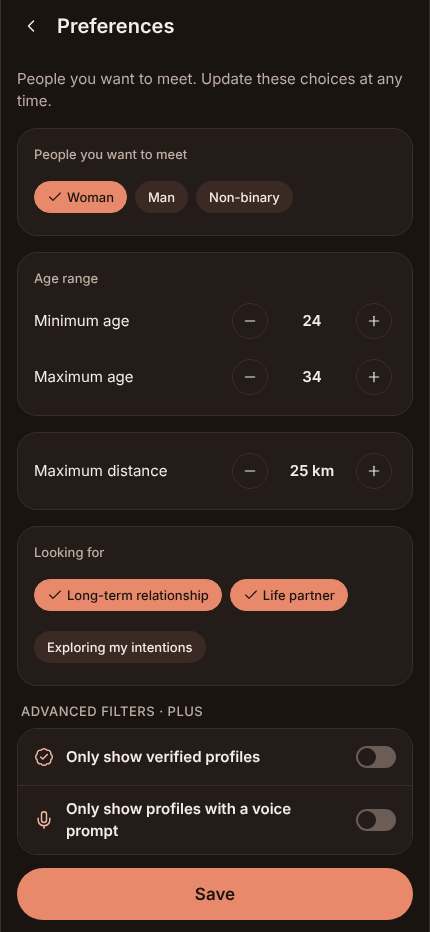 Preferences
People you want to meet. Update these choices at any
time.
People you want to meet
Woman
Man
Non-binary
Age range
Minimum age
24
Maximum age
34
Maximum distance
25 km
Looking for
Long-term relationship
Life partner
Exploring my intentions
ADVANCED FILTERS · PLUS
Only show verified profiles
Only show profiles with a voice
prompt
Save